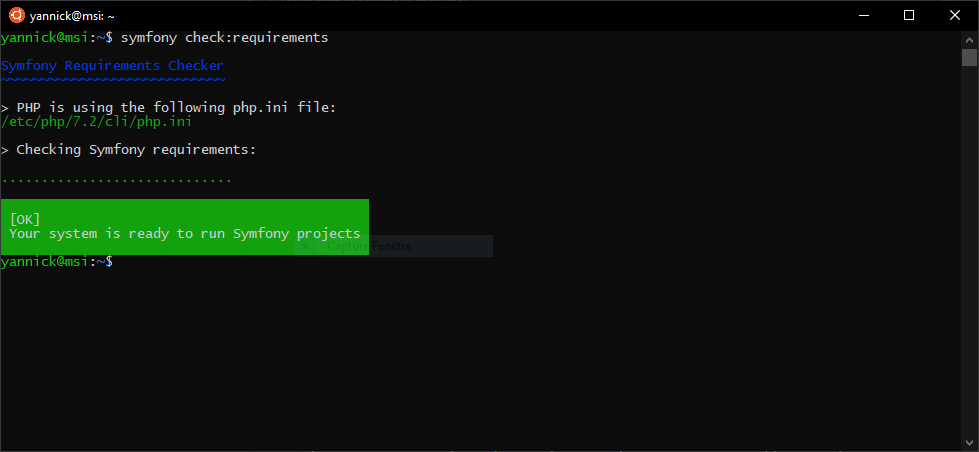 yannick@msi: ~
yannick@msi:~$ symfony check:requirements
Symfony Requirements Checker
~~~~~~~~~~~~~~~~~~~~~~~~~~~~
> PHP is using the following php.ini file:
/etc/php/7.2/cli/php.ini
> Checking Symfony requirements:
.............................
[OK]
Your system is ready to run Symfony projects
Capture Fenêtre
yannick@msi:~$